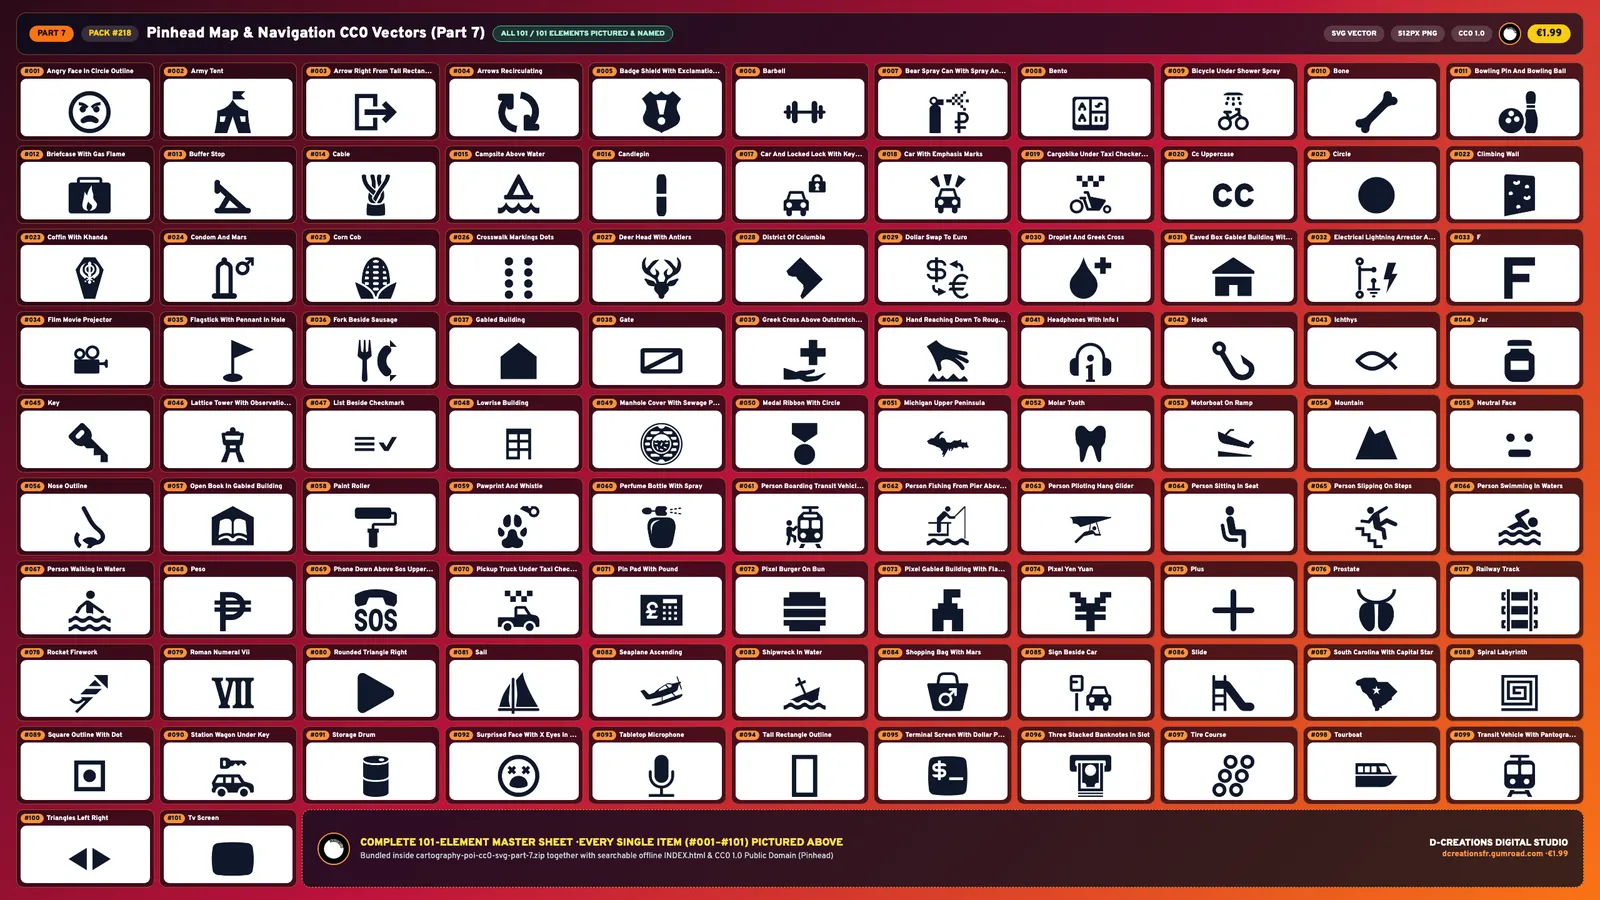 PART 7 PACK #218 Pinhead Map & Navigation CC0 Vectors (Part 7) ALL 101 / 101 ELEMENTS PICTURED & NAMED SVG VECTOR 512PX PNG CC0 1.0 €1.99
#001 Angry Face In Circle Outline
#002 Army Tent
#003 Arrow Right From Tall Rectan...
#004 Arrows Recirculating
#005 Badge Shield With Exclamatio...
#006 Barbell
#007 Bear Spray Can With Spray An...
#008 Bento
#009 Bicycle Under Shower Spray
#010 Bone
#011 Bowling Pin And Bowling Ball
#012 Briefcase With Gas Flame
#013 Buffer Stop
#014 Cable
#015 Campsite Above Water
#016 Candlepin
#017 Car And Locked Lock With Key...
#018 Car With Emphasis Marks
#019 Cargobike Under Taxi Checker...
#020 Cc Uppercase
CC
#021 Circle
#022 Climbing Wall
#023 Coffin With Khanda
#024 Condom And Mars
#025 Corn Cob
#026 Crosswalk Markings Dots
#027 Deer Head With Antlers
#028 District Of Columbia
#029 Dollar Swap To Euro
$ €
#030 Droplet And Greek Cross
#031 Eaved Box Gabled Building Wit...
#032 Electrical Lightning Arrestor A...
#033 F
F
#034 Film Movie Projector
#035 Flagstick With Pennant In Hole
#036 Fork Beside Sausage
#037 Gabled Building
#038 Gate
#039 Greek Cross Above Outstretch...
#040 Hand Reaching Down To Roug...
#041 Headphones With Info I
i
#042 Hook
#043 Ichthys
#044 Jar
#045 Key
#046 Lattice Tower With Observatio...
#047 List Beside Checkmark
#048 Lowrise Building
#049 Manhole Cover With Sewage P...
#050 Medal Ribbon With Circle
#051 Michigan Upper Peninsula
#052 Molar Tooth
#053 Motorboat On Ramp
#054 Mountain
#055 Neutral Face
#056 Nose Outline
#057 Open Book In Gabled Building
#058 Paint Roller
#059 Pawprint And Whistle
#060 Perfume Bottle With Spray
#061 Person Boarding Transit Vehicl...
#062 Person Fishing From Pier Abov...
#063 Person Piloting Hang Glider
#064 Person Sitting In Seat
#065 Person Slipping On Steps
#066 Person Swimming In Waters
#067 Person Walking In Waters
#068 Peso
₱
#069 Phone Down Above Sos Upper...
SOS
#070 Pickup Truck Under Taxi Chec...
#071 Pin Pad With Pound
£
#072 Pixel Burger On Bun
#073 Pixel Gabled Building With Fla...
#074 Pixel Yen Yuan
¥
#075 Plus
#076 Prostate
#077 Railway Track
#078 Rocket Firework
#079 Roman Numeral Vii
VII
#080 Rounded Triangle Right
#081 Sail
#082 Seaplane Ascending
#083 Shipwreck In Water
#084 Shopping Bag With Mars
#085 Sign Beside Car
#086 Slide
#087 South Carolina With Capital Star
#088 Spiral Labyrinth
#089 Square Outline With Dot
#090 Station Wagon Under Key
#091 Storage Drum
#092 Surprised Face With X Eyes In ...
#093 Tabletop Microphone
#094 Tall Rectangle Outline
#095 Terminal Screen With Dollar P...
$_
#096 Three Stacked Banknotes In Slot
#097 Tire Course
#098 Tourboat
#099 Transit Vehicle With Pantogra...
#100 Triangles Left Right
#101 Tv Screen
COMPLETE 101-ELEMENT MASTER SHEET · EVERY SINGLE ITEM (#001–#101) PICTURED ABOVE
Bundled inside cartography-poi-cc0-svg-part-7.zip together with searchable offline INDEX.html & CC0 1.0 Public Domain (Pinhead)
D-CREATIONS DIGITAL STUDIO
dcreationsfr.gumroad.com · €1.99